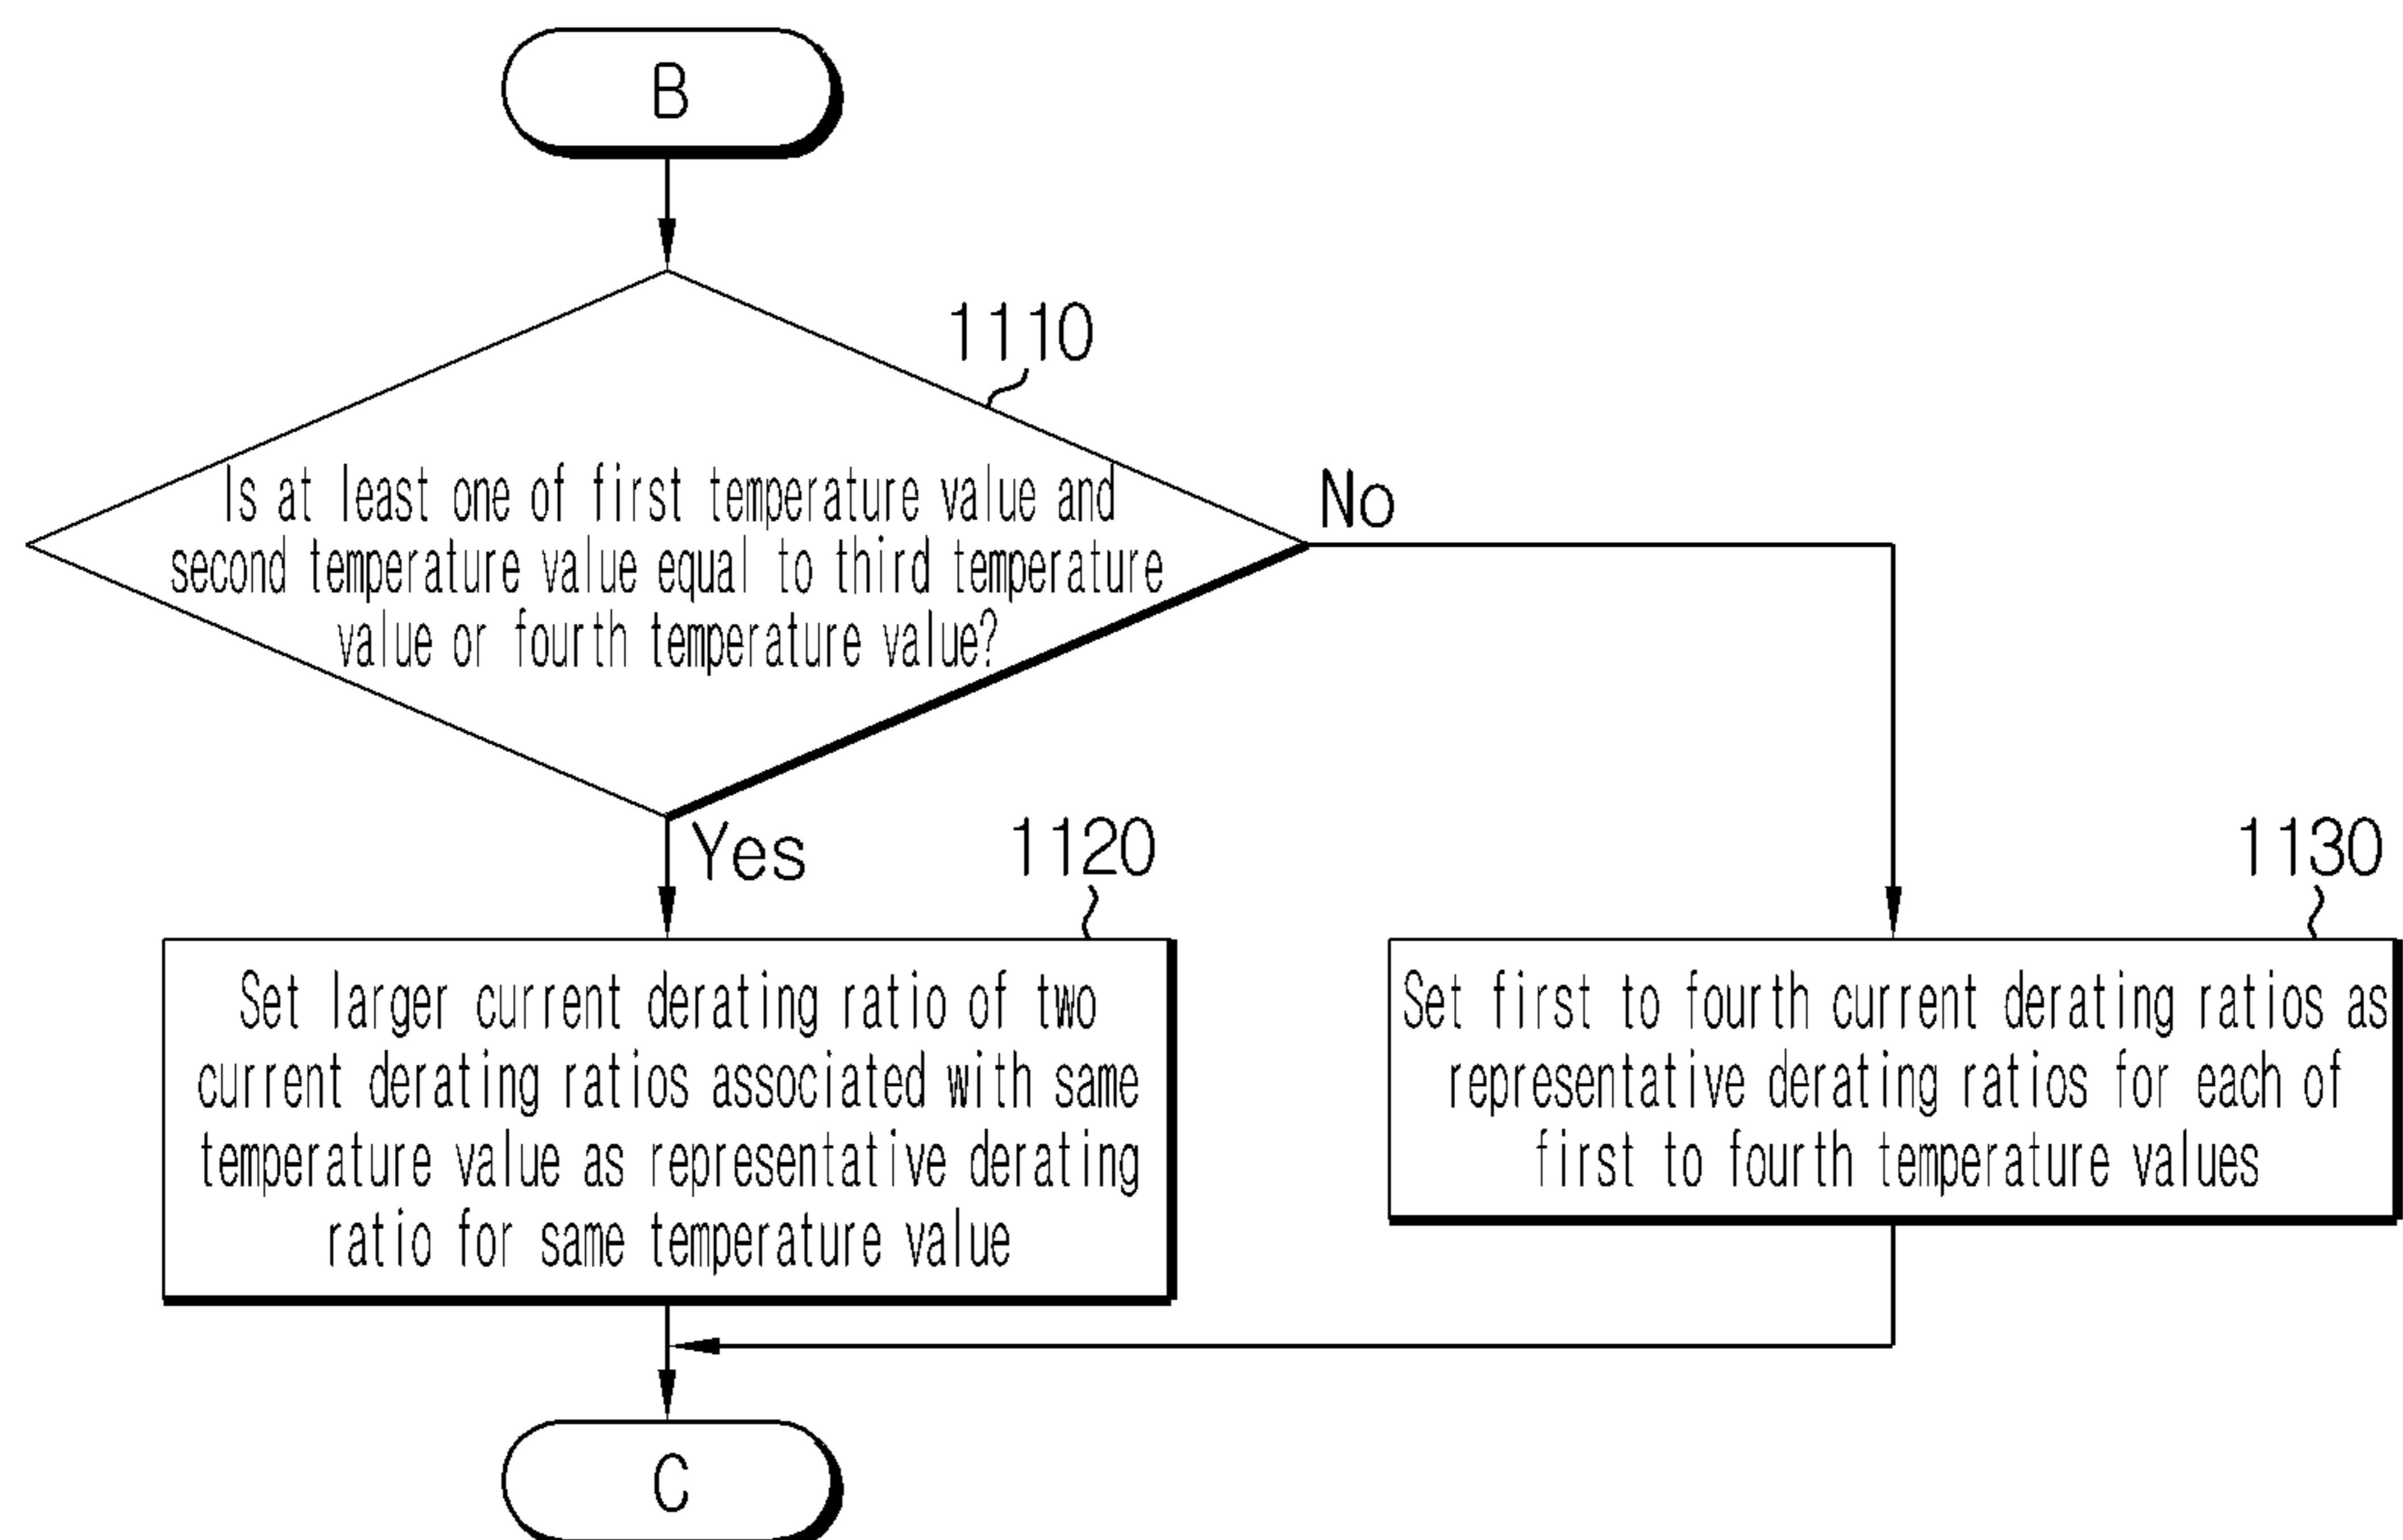 B
1110
Is at least one of first temperature value and
second temperature value equal to third temperature
value or fourth temperature value?
No
Yes
1120
1130
Set larger current derating ratio of two
current derating ratios associated with same
temperature value as representative derating
ratio for same temperature value
Set first to fourth current derating ratios as
representative derating ratios for each of
first to fourth temperature values
C